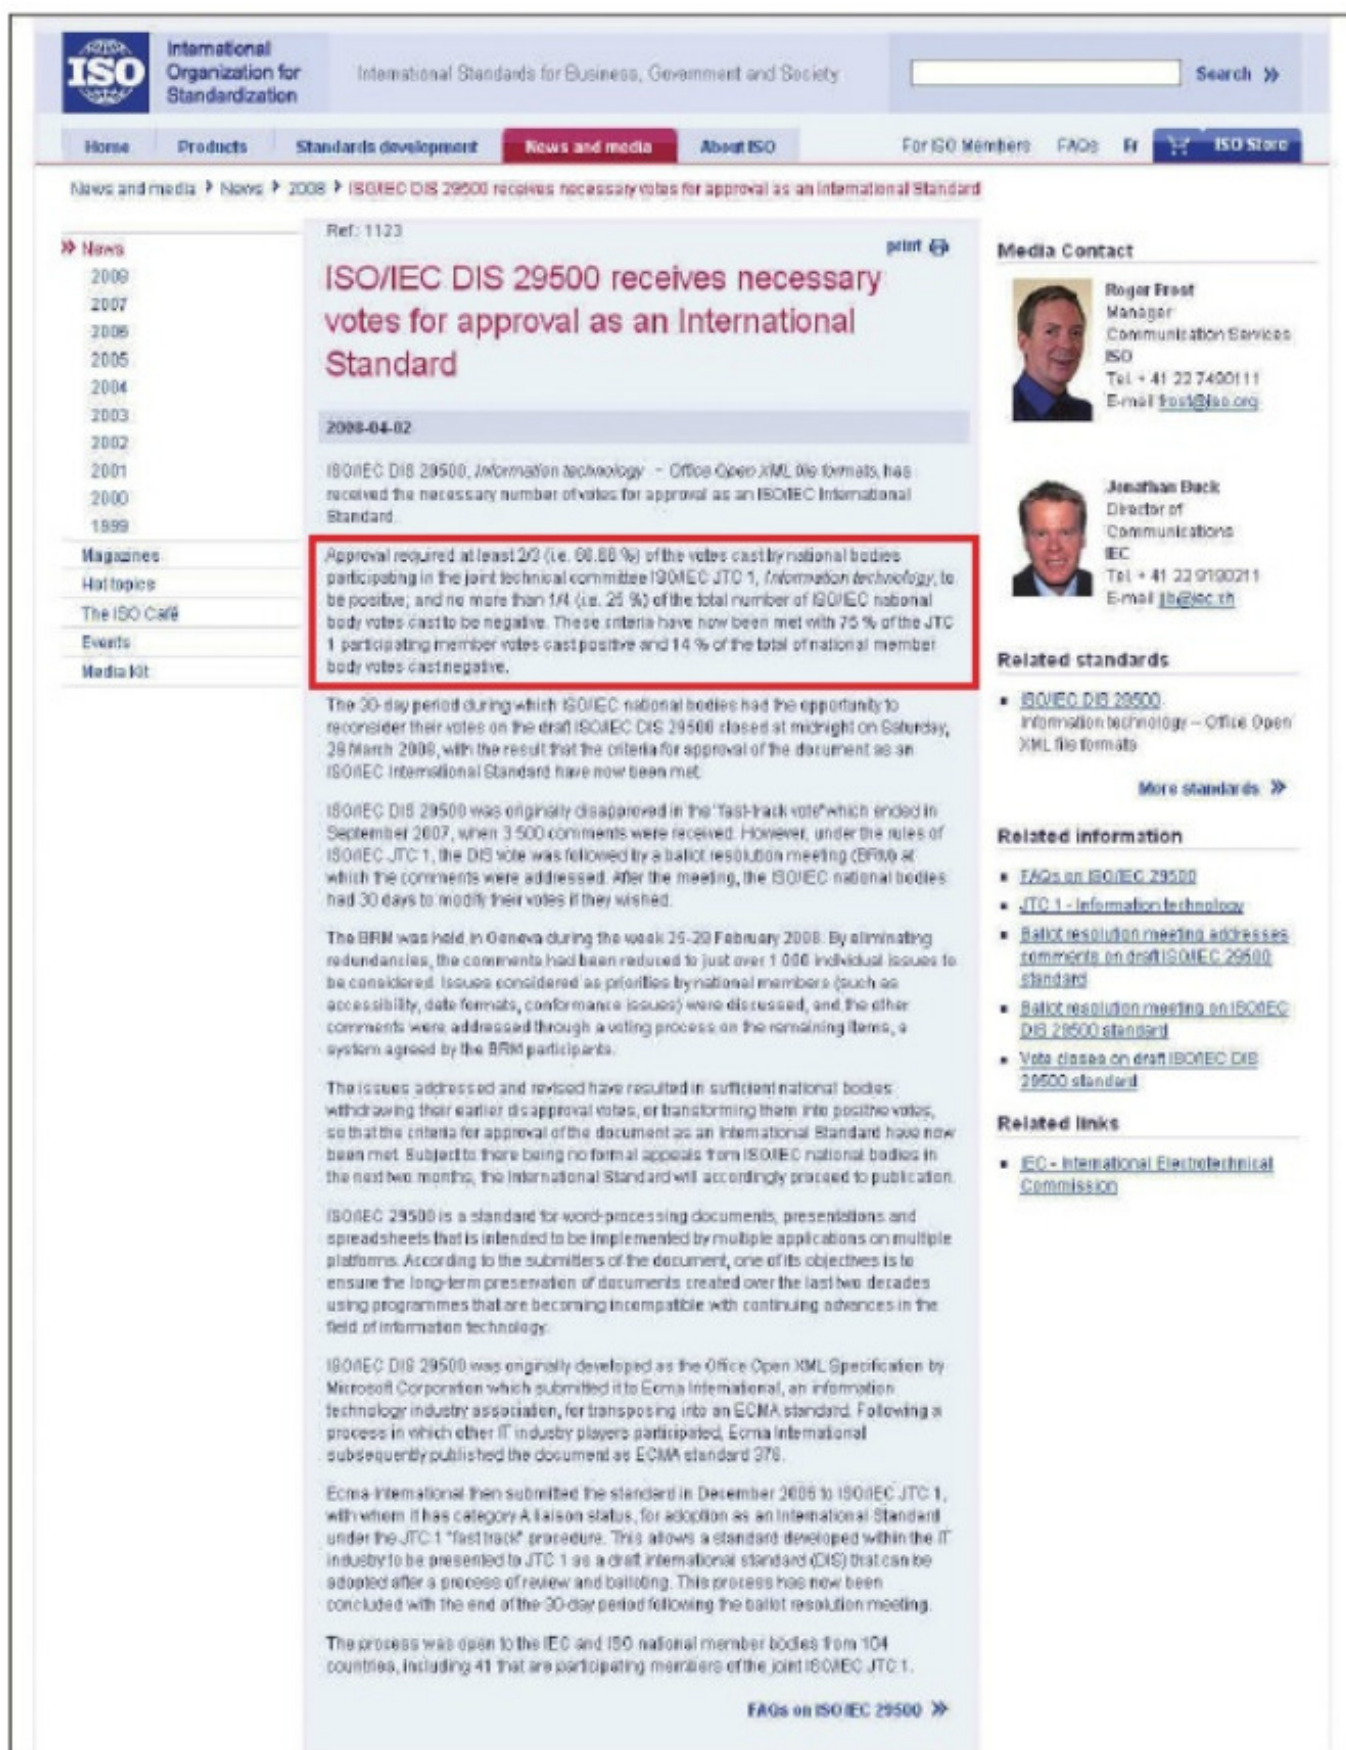 ISO
International
Organization for
Standardization
International Standards for Business, Government and Society
Search »
Home
Products
Standards development
News and media
About ISO
For ISO Members
FAQs
Fr
ISO Store
News and media
News
2008
ISO/IEC DIS 29500 receives necessary votes for approval as an International Standard
» News
2008
2007
2006
2005
2004
2003
2002
2001
2000
1999
Magazines
Hot topics
The ISO Café
Events
Media Kit
Ref.: 1123
print
ISO/IEC DIS 29500 receives necessary
votes for approval as an International
Standard
2008-04-02
ISO/IEC DIS 29500, Information technology – Office Open XML file formats, has
received the necessary number of votes for approval as an ISO/IEC International
Standard.
Approval required at least 2/3 (i.e. 66.66 %) of the votes cast by national bodies
participating in the joint technical committee ISO/IEC JTC 1, Information technology, to
be positive; and no more than 1/4 (i.e. 25 %) of the total number of ISO/IEC national
body votes cast to be negative. These criteria have now been met with 75 % of the JTC
1 participating member votes cast positive and 14 % of the total of national member
body votes cast negative.
The 30-day period during which ISO/IEC national bodies had the opportunity to
reconsider their votes on the draft ISO/IEC DIS 29500 closed at midnight on Saturday,
29 March 2008, with the result that the criteria for approval of the document as an
ISO/IEC International Standard have now been met.
ISO/IEC DIS 29500 was originally disapproved in the "fast-track vote" which ended in
September 2007, when 3 500 comments were received. However, under the rules of
ISO/IEC JTC 1, the DIS vote was followed by a ballot resolution meeting (BRM) at
which the comments were addressed. After the meeting, the ISO/IEC national bodies
had 30 days to modify their votes if they wished.
The BRM was held in Geneva during the week 25-29 February 2008. By eliminating
redundancies, the comments had been reduced to just over 1 000 individual issues to
be considered. Issues considered as priorities by national members (such as
accessibility, date formats, conformance issues) were discussed, and the other
comments were addressed through a voting process on the remaining items, a
system agreed by the BRM participants.
The issues addressed and revised have resulted in sufficient national bodies
withdrawing their earlier disapproval votes, or transforming them into positive votes,
so that the criteria for approval of the document as an International Standard have now
been met. Subject to there being no formal appeals from ISO/IEC national bodies in
the next two months, the International Standard will accordingly proceed to publication.
ISO/IEC 29500 is a standard for word-processing documents, presentations and
spreadsheets that is intended to be implemented by multiple applications on multiple
platforms. According to the submitters of the document, one of its objectives is to
ensure the long-term preservation of documents created over the last two decades
using programmes that are becoming incompatible with continuing advances in the
field of information technology.
ISO/IEC DIS 29500 was originally developed as the Office Open XML Specification by
Microsoft Corporation which submitted it to Ecma International, an information
technology industry association, for transposing into an ECMA standard. Following a
process in which other IT industry players participated, Ecma International
subsequently published the document as ECMA standard 376.
Ecma International then submitted the standard in December 2006 to ISO/IEC JTC 1,
with whom it has category A liaison status, for adoption as an International Standard
under the JTC 1 "fast track" procedure. This allows a standard developed within the IT
industry to be presented to JTC 1 as a draft international standard (DIS) that can be
adopted after a process of review and balloting. This process has now been
concluded with the end of the 30-day period following the ballot resolution meeting.
The process was open to the IEC and ISO national member bodies from 104
countries, including 41 that are participating members of the joint ISO/IEC JTC 1.
FAQs on ISO/IEC 29500 »
Media Contact
Roger Frost
Manager
Communication Services
ISO
Tel. + 41 22 7490111
E-mail frost@iso.org
Jonathan Buck
Director of
Communications
IEC
Tel. + 41 22 9190211
E-mail jb@iec.ch
Related standards
ISO/IEC DIS 29500
Information technology -- Office Open
XML file formats
More standards »
Related information
FAQs on ISO/IEC 29500
JTC 1 - Information technology
Ballot resolution meeting addresses
comments on draft ISO/IEC 29500
standard
Ballot resolution meeting on ISO/IEC
DIS 29500 standard
Vote closes on draft ISO/IEC DIS
29500 standard
Related links
IEC - International Electrotechnical
Commission